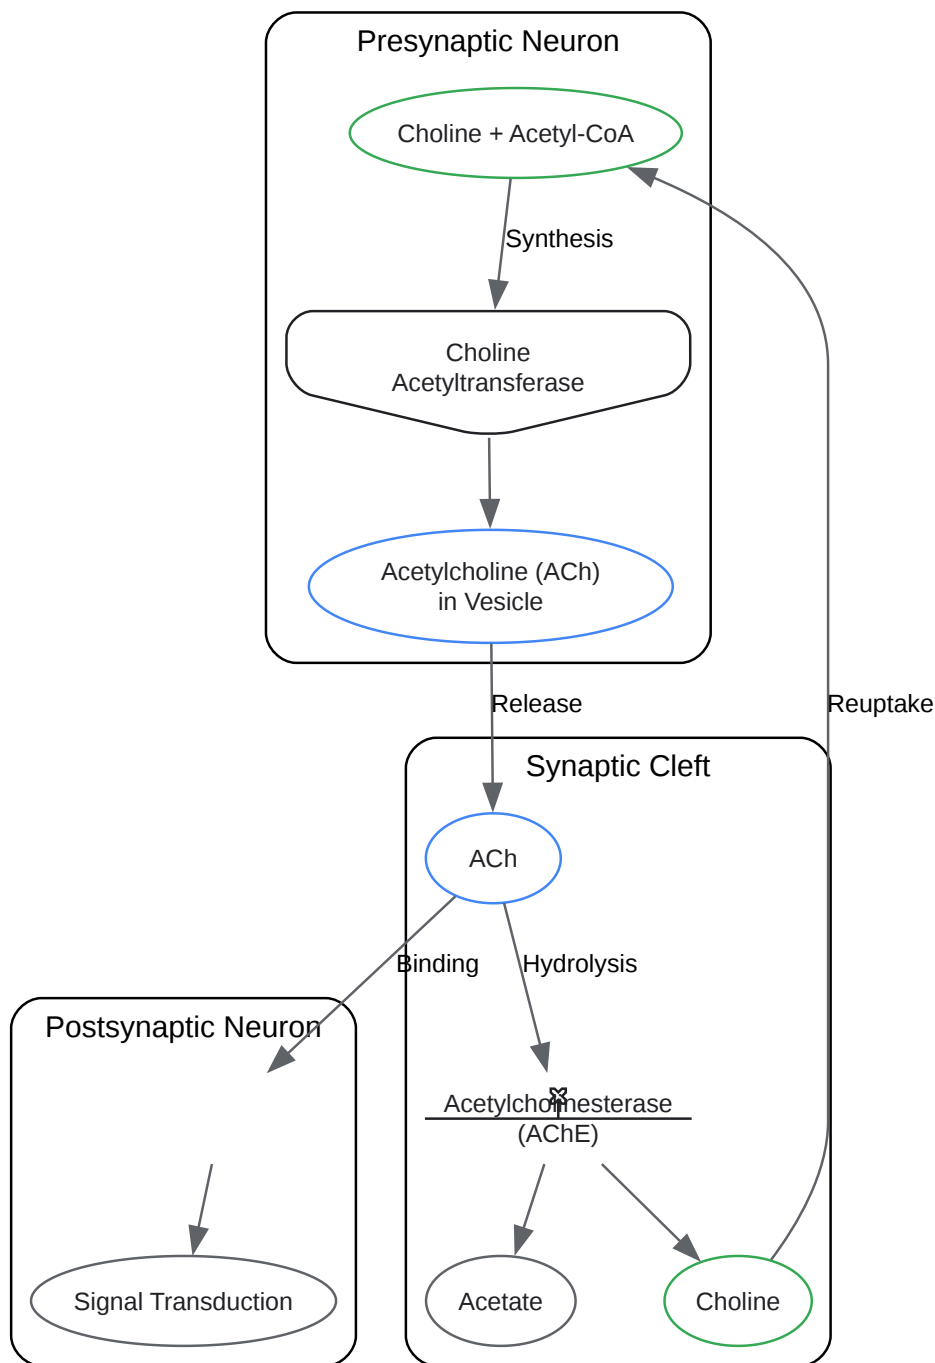 Presynaptic Neuron
Choline + Acetyl-CoA
Synthesis
Choline
Acetyltransferase
Acetylcholine (ACh)
in Vesicle
Release
Reuptake
Synaptic Cleft
ACh
Binding
Hydrolysis
Postsynaptic Neuron
Acetylcholinesterase
(AChE)
Signal Transduction
Acetate
Choline